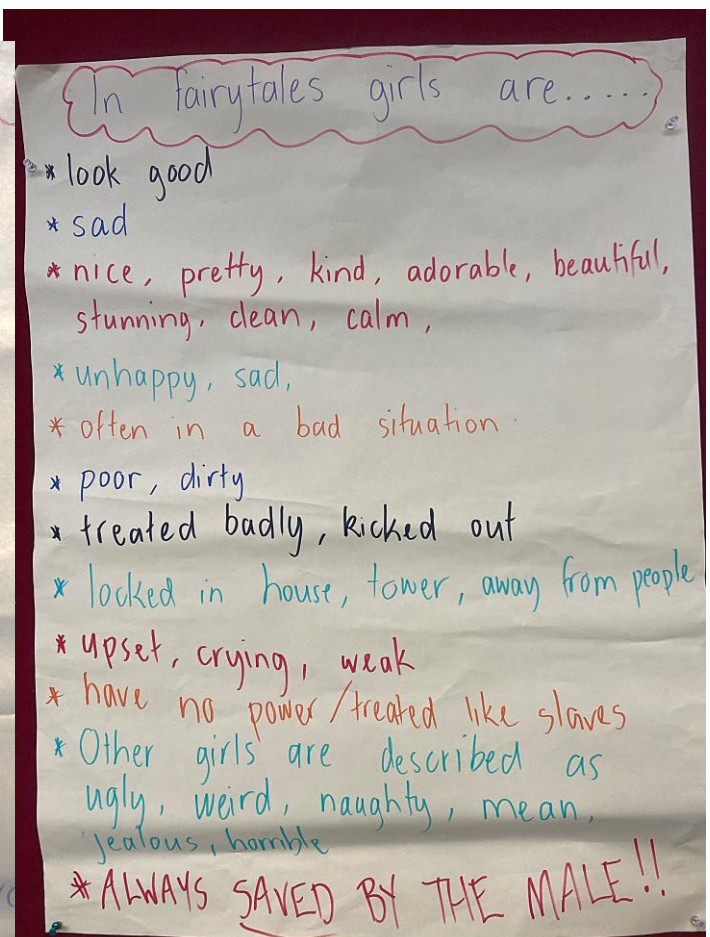 In fairytales girls are.....
* look good
* sad
* nice, pretty, kind, adorable, beautiful,
stunning, clean, calm,
* unhappy, sad,
* often in a bad situation
* poor, dirty
* treated badly, kicked out
* locked in house, tower, away from people
* upset, crying, weak
* have no power/treated like slaves
* Other girls are described as
ugly, weird, naughty, mean,
jealous, horrible
* ALWAYS SAVED BY THE MALE!!